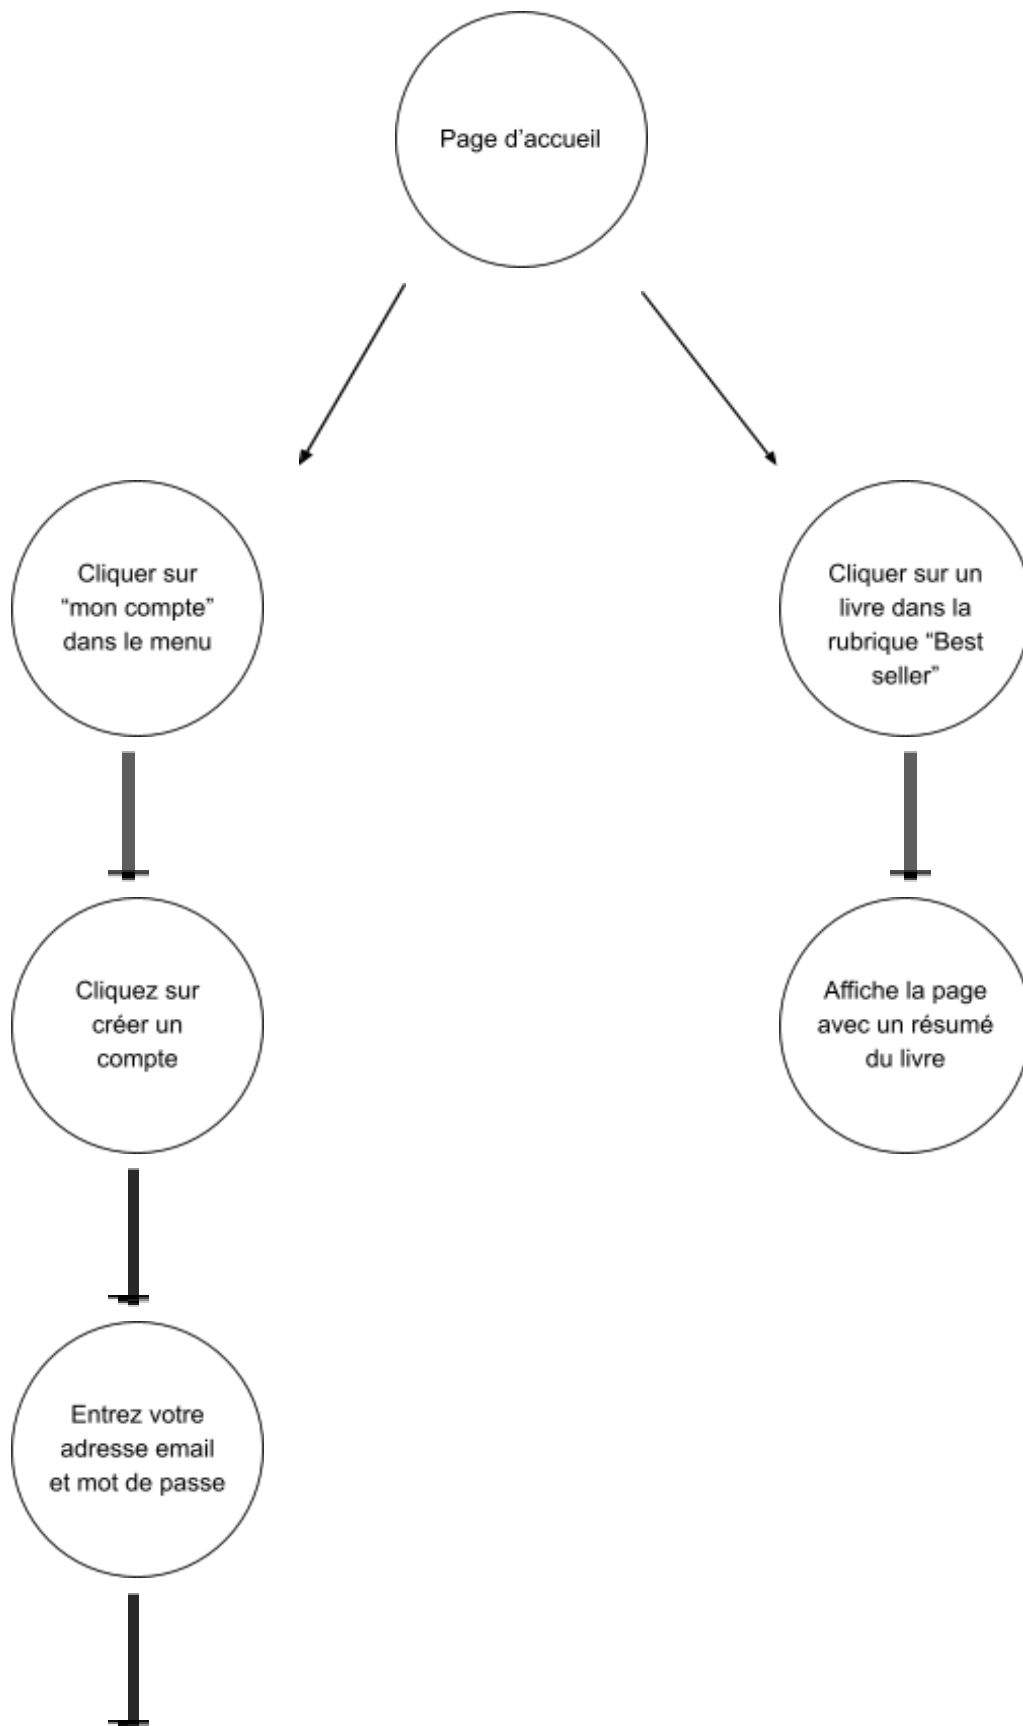 Page d’accueil
Cliquer sur
“mon compte”
dans le menu
Cliquer sur un
livre dans la
rubrique “Best
seller”
Cliquez sur
créer un
compte
Affiche la page
avec un résumé
du livre
Entrez votre
adresse email
et mot de passe